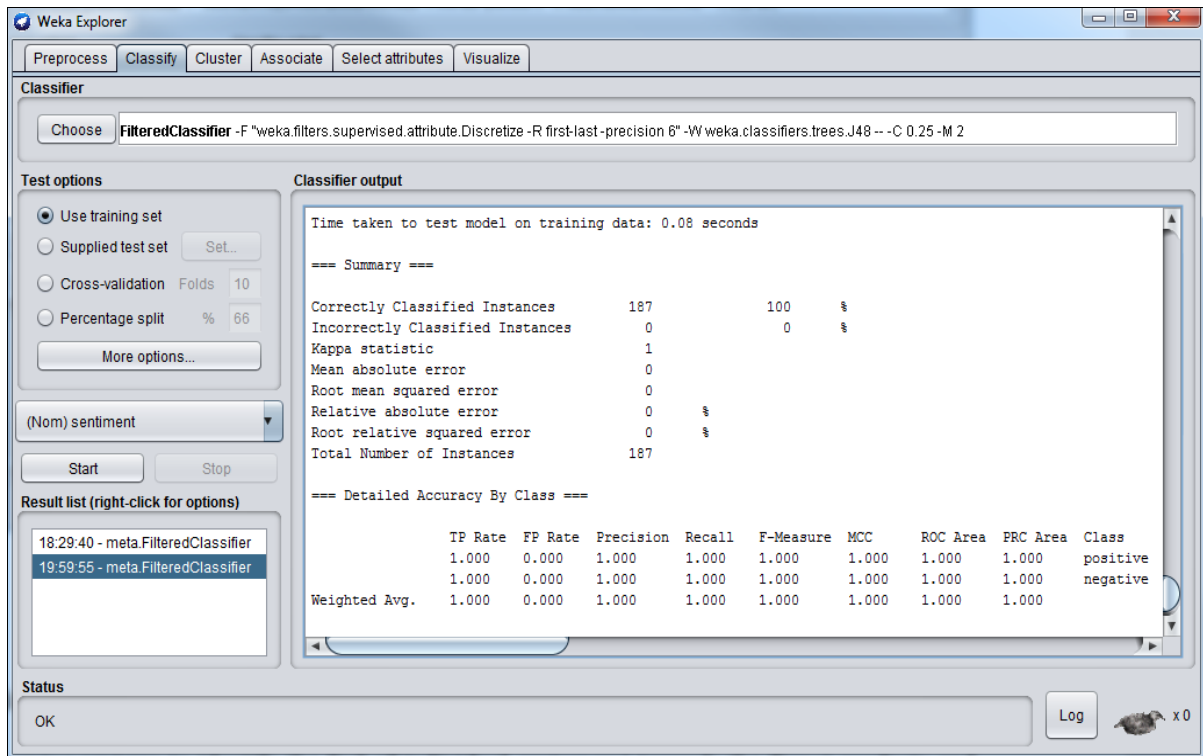 Weka Explorer
Preprocess Classify Cluster Associate Select attributes Visualize
Classifier
Choose FilteredClassifier -F "weka.filters.supervised.attribute.Discretize -R first-last -precision 6" -W weka.classifiers.trees.J48 -- -C 0.25 -M 2
Test options
Use training set
Supplied test set Set...
Cross-validation Folds 10
Percentage split % 66
More options...
(Nom) sentiment
Start Stop
Result list (right-click for options)
18:29:40 - meta.FilteredClassifier
19:59:55 - meta.FilteredClassifier
Classifier output
Time taken to test model on training data: 0.08 seconds
=== Summary ===
Correctly Classified Instances 187 100 %
Incorrectly Classified Instances 0 0 %
Kappa statistic 1
Mean absolute error 0
Root mean squared error 0
Relative absolute error 0 %
Root relative squared error 0 %
Total Number of Instances 187
=== Detailed Accuracy By Class ===
TP Rate FP Rate Precision Recall F-Measure MCC ROC Area PRC Area Class
1.000 0.000 1.000 1.000 1.000 1.000 1.000 1.000 positive
1.000 0.000 1.000 1.000 1.000 1.000 1.000 1.000 negative
Weighted Avg. 1.000 0.000 1.000 1.000 1.000 1.000 1.000 1.000
Status
OK
Log
x 0